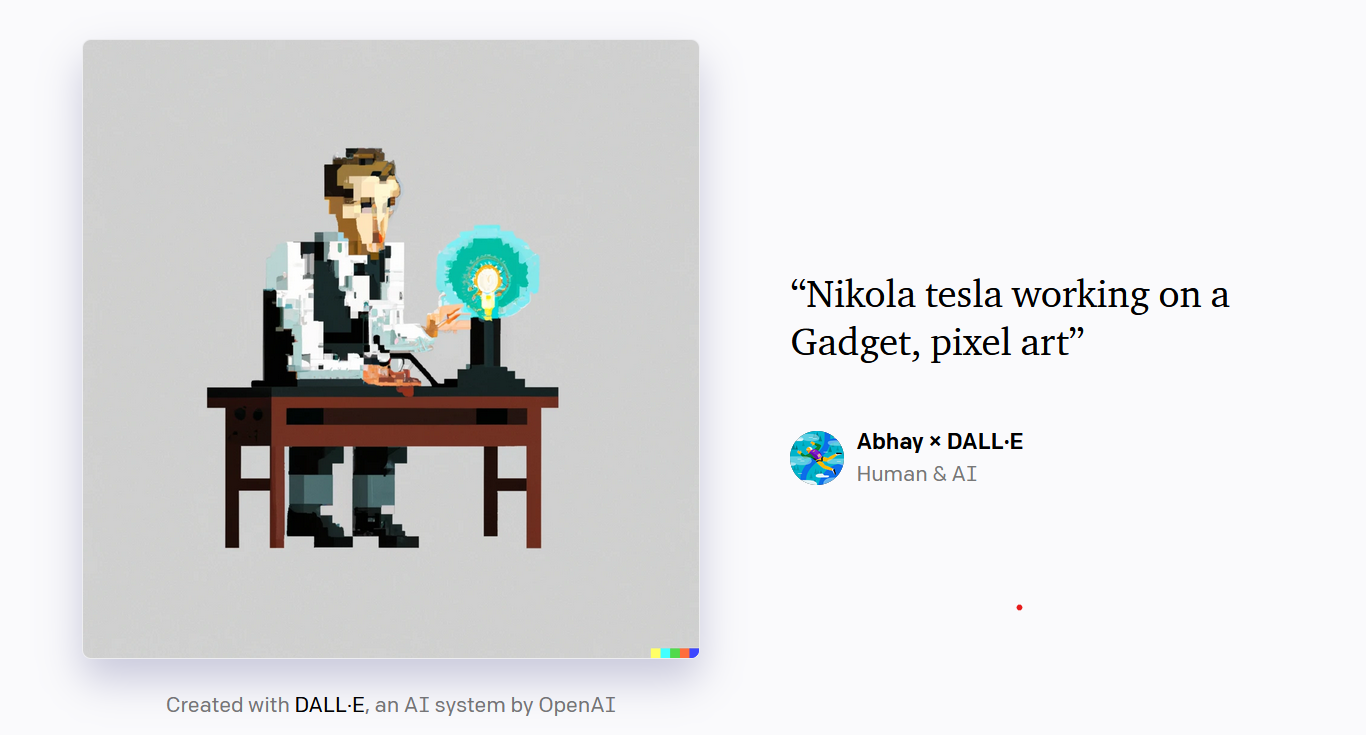 “Nikola tesla working on a
Gadget, pixel art”
Abhay × DALL·E
Human & AI
Created with DALL·E, an AI system by OpenAI